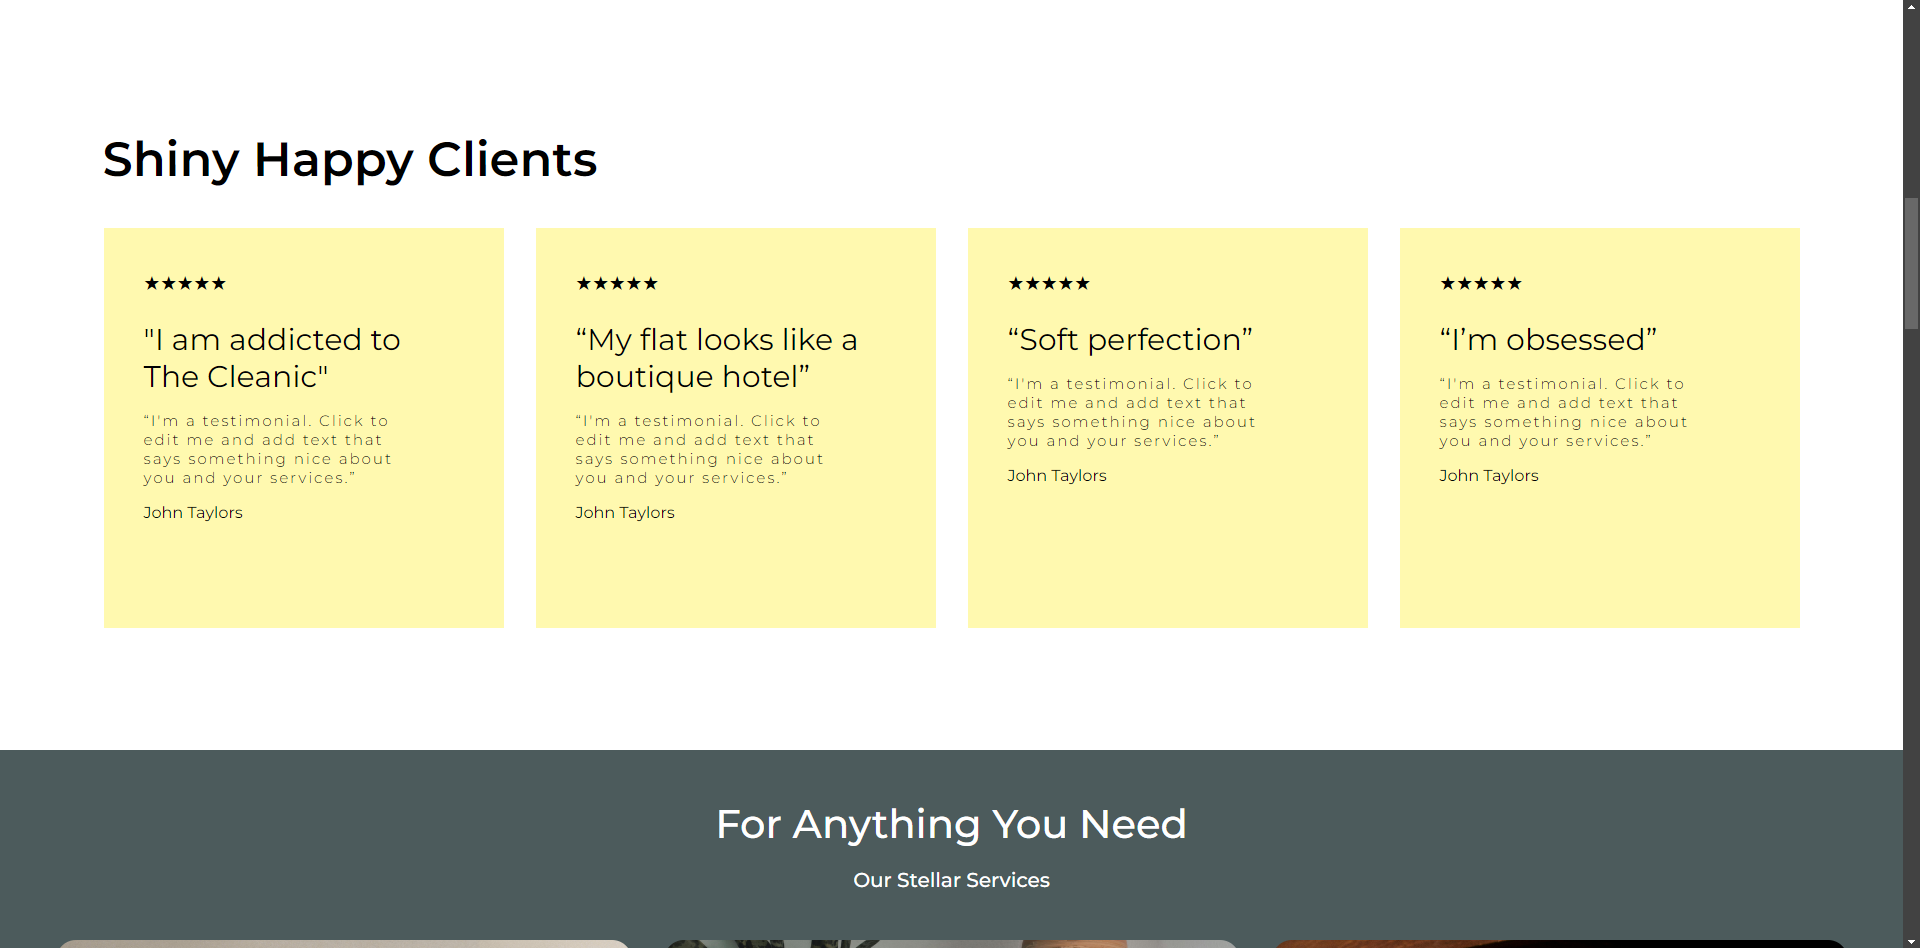 Shiny Happy Clients
★★★★★
"I am addicted to
The Cleanic"
“I'm a testimonial. Click to
edit me and add text that
says something nice about
you and your services.”
John Taylors
★★★★★
“My flat looks like a
boutique hotel”
“I'm a testimonial. Click to
edit me and add text that
says something nice about
you and your services.”
John Taylors
★★★★★
“Soft perfection”
“I'm a testimonial. Click to
edit me and add text that
says something nice about
you and your services.”
John Taylors
★★★★★
“I’m obsessed”
“I'm a testimonial. Click to
edit me and add text that
says something nice about
you and your services.”
John Taylors
For Anything You Need
Our Stellar Services